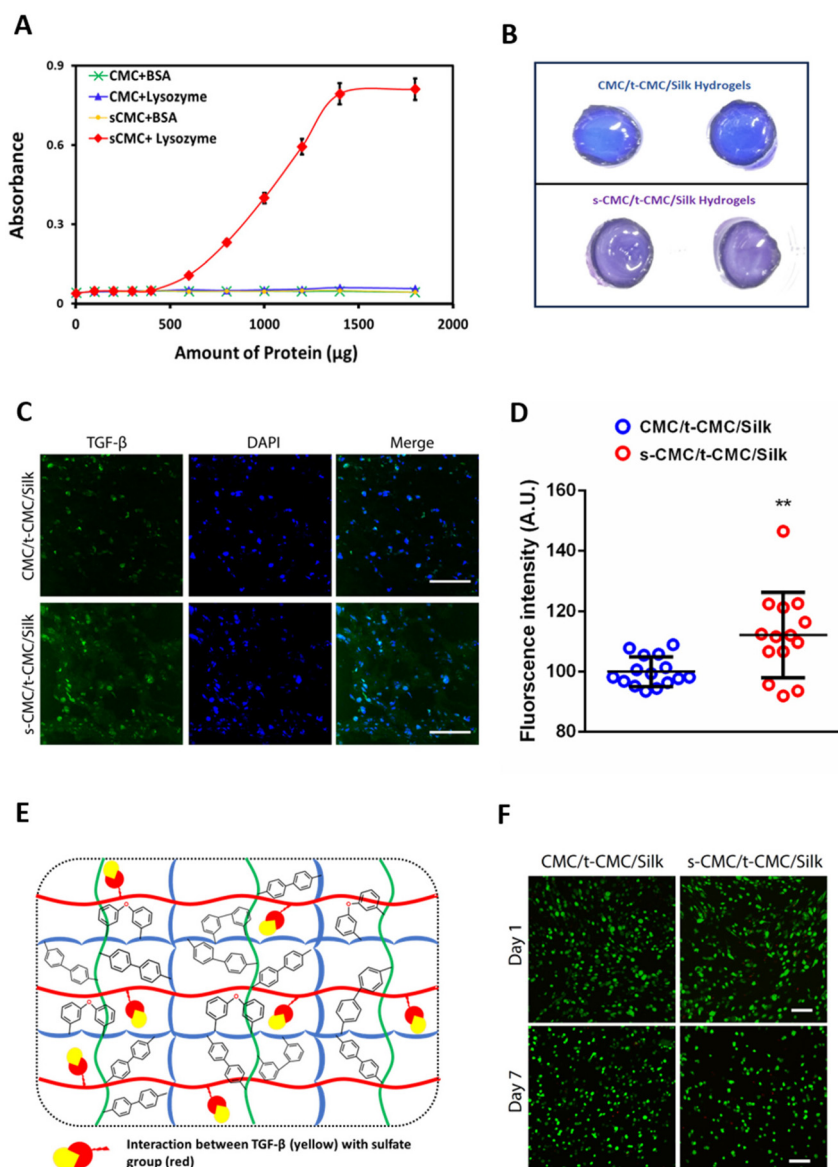 A
0.9
0.6
0.3
0
Absorbance
CMC+BSA
CMC+Lysozyme
sCMC+BSA
sCMC+ Lysozyme
0
500
1000
1500
2000
Amount of Protein (µg)
B
CMC/t-CMC/Silk Hydrogels
s-CMC/t-CMC/Silk Hydrogels
C
TGF-β
DAPI
Merge
CMC/t-CMC/Silk
s-CMC/t-CMC/Silk
D
CMC/t-CMC/Silk
s-CMC/t-CMC/Silk
Fluorescence intensity (A.U.)
160
140
120
100
80
**
E
O
O
O
O
Interaction between TGF-β (yellow) with sulfate
group (red)
F
CMC/t-CMC/Silk
s-CMC/t-CMC/Silk
Day 1
Day 7